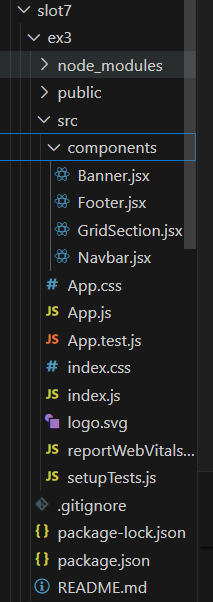 slot7
ex3
node_modules
public
src
components
Banner.jsx
Footer.jsx
GridSection.jsx
Navbar.jsx
# App.css
JS App.js
JS App.test.js
# index.css
JS index.js
logo.svg
JS reportWebVitals...
JS setupTests.js
.gitignore
{} package-lock.json
{} package.json
README.md